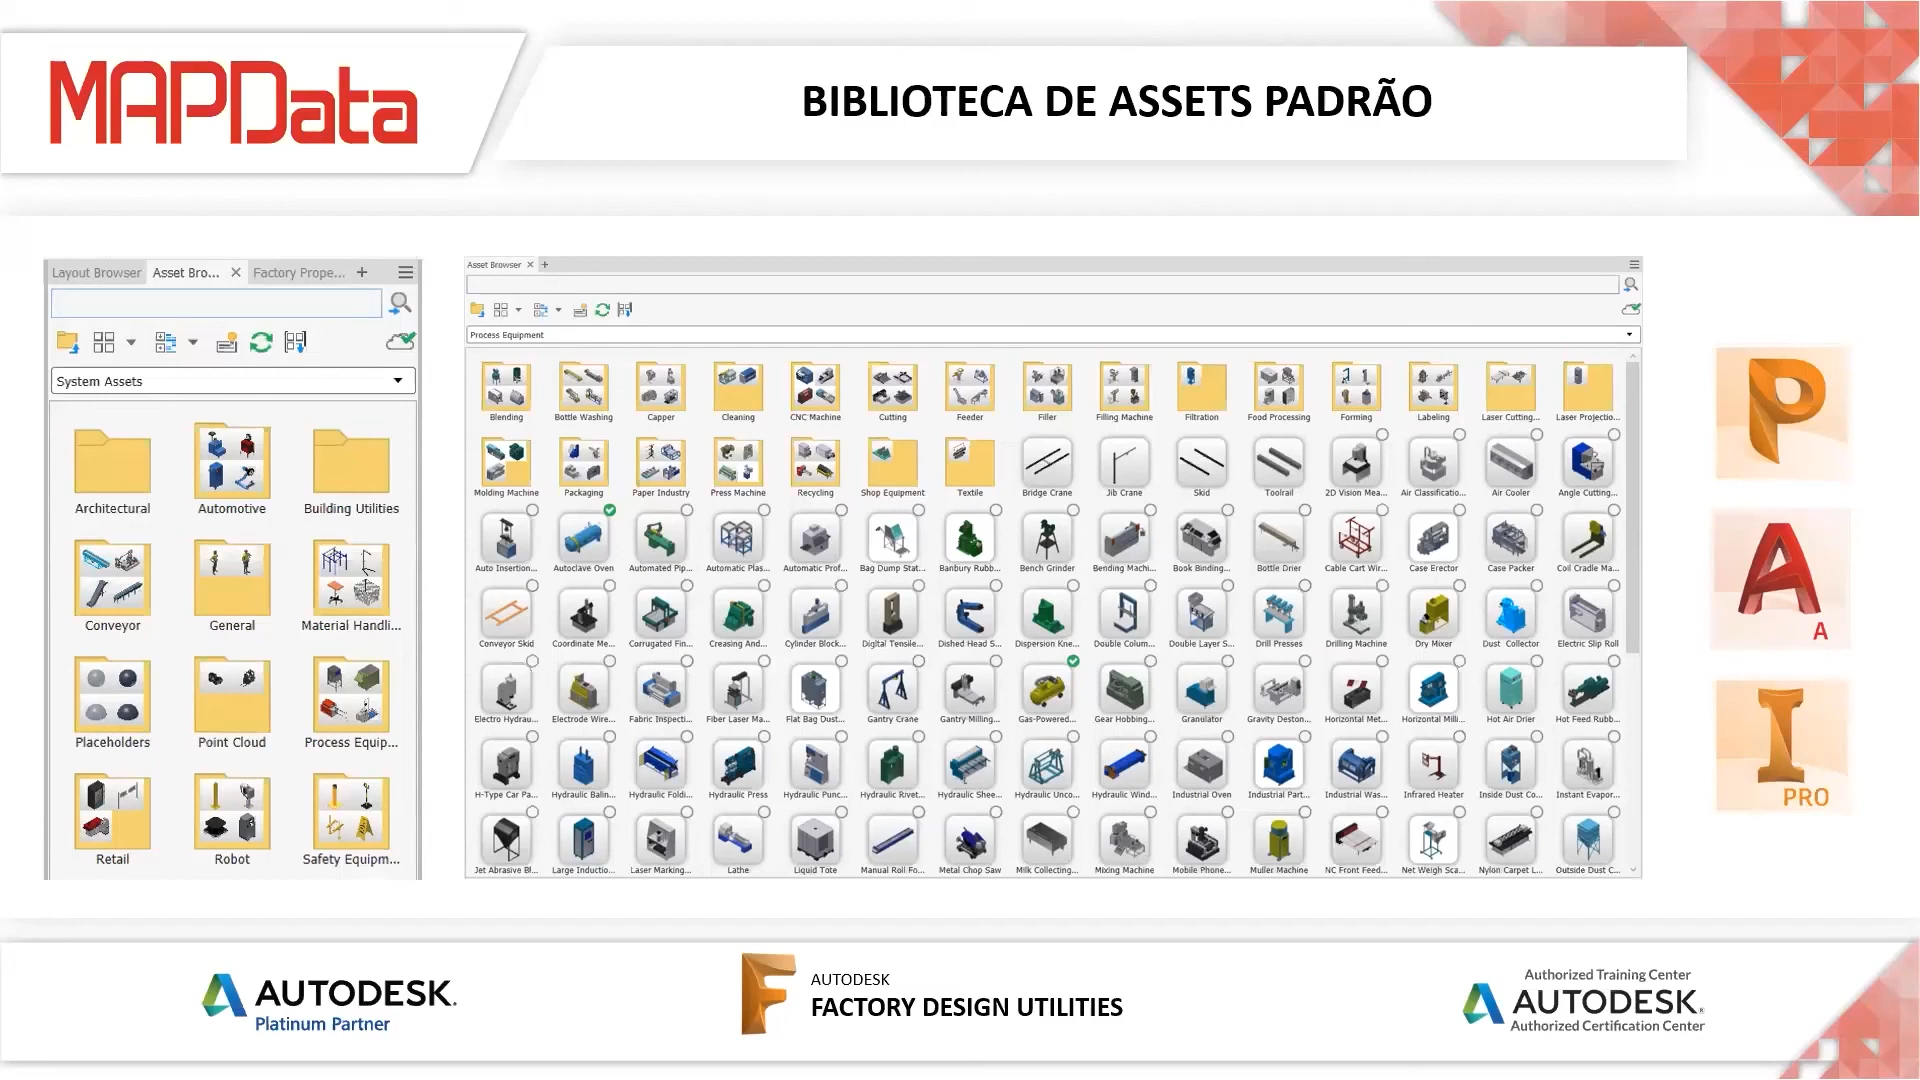 MAPData
BIBLIOTECA DE ASSETS PADRÃO
Layout Browser Asset Bro... Factory Prope...
System Assets
Architectural Automotive Building Utilities
Conveyor General Material Handli...
Placeholders Point Cloud Process Equip...
Retail Robot Safety Equipm...
Asset Browser
Process Equipment
Blending Bottle Washing Capper Cleaning CNC Machine Cutting Feeder Filler Filling Machine Filtration Food Processing Forming Labeling Laser Cutting... Laser Projectio...
Molding Machine Packaging Paper Industry Press Machine Recycling Shop Equipment Textile Bridge Crane Jib Crane Skid Toolrail 2D Vision Mea... Air Classificatio... Air Cooler Angle Cutting...
Auto Insertion... Autoclave Oven Automated Pip... Automatic Plas... Automatic Prof... Bag Dump Stat... Banbury Rubb... Bench Grinder Bending Machi... Book Binding... Bottle Drier Cable Cart Wir... Case Erector Case Packer Coil Cradle Ma...
Conveyor Skid Coordinate Me... Corrugated Fin... Creasing And... Cylinder Block... Digital Tensile... Dished Head S... Dispersion Kne... Double Colum... Double Layer S... Drill Presses Drilling Machine Dry Mixer Dust Collector Electric Slip Roll
Electro Hydrau... Electrode Wire... Fabric Inspecti... Fiber Laser Ma... Flat Bag Dust... Gantry Crane Gantry Milling... Gas-Powered... Gear Hobbing... Granulator Gravity Deston... Horizontal Met... Horizontal Milli... Hot Air Drier Hot Feed Rubb...
H-Type Car Pa... Hydraulic Balin... Hydraulic Foldi... Hydraulic Press Hydraulic Punc... Hydraulic Rivet... Hydraulic Shee... Hydraulic Unco... Hydraulic Wind... Industrial Oven Industrial Part... Industrial Was... Infrared Heater Inside Dust Co... Instant Evapor...
Jet Abrasive Bl... Large Inductio... Laser Marking... Lathe Liquid Tote Manual Roll Fo... Metal Chop Saw Milk Collecting... Mixing Machine Mobile Phone... Muller Machine NC Front Feed... Net Weigh Sca... Nylon Carpet L... Outside Dust C...
P
A
A
I
PRO
AUTODESK.
Platinum Partner
F
AUTODESK
FACTORY DESIGN UTILITIES
Authorized Training Center
AUTODESK.
Authorized Certification Center